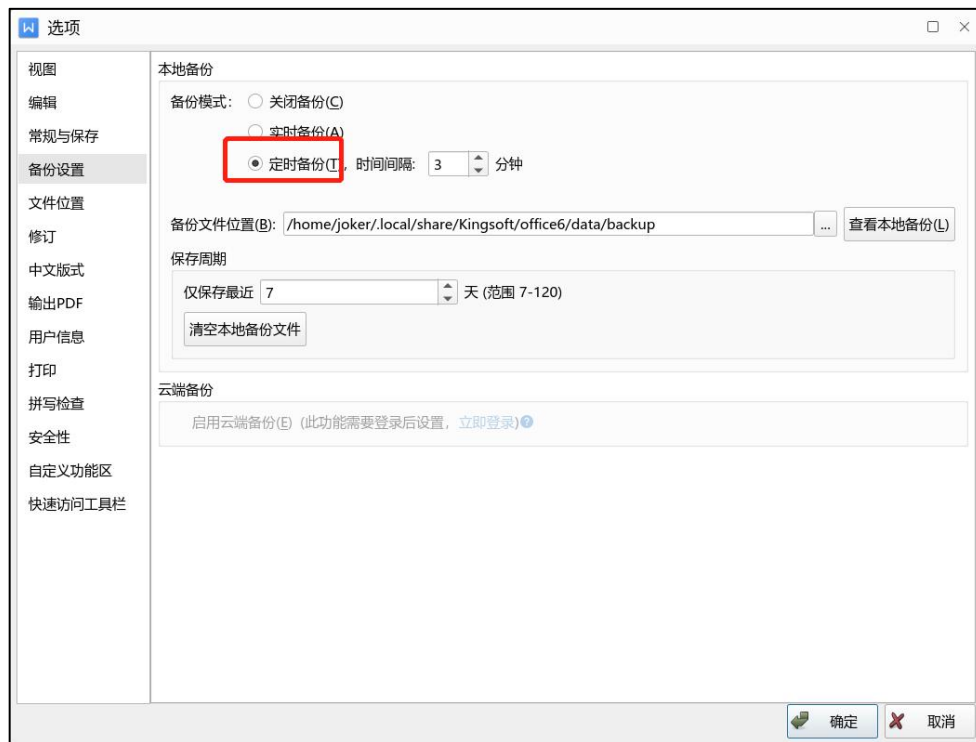 选项
视图
编辑
常规与保存
备份设置
文件位置
修订
中文版式
输出PDF
用户信息
打印
拼写检查
安全性
自定义功能区
快速访问工具栏
本地备份
备份模式: 关闭备份(C)
实时备份(A)
定时备份(T), 时间间隔: 3 分钟
备份文件位置(B): /home/joker/.local/share/Kingsoft/office6/data/backup ... 查看本地备份(L)
保存周期
仅保存最近 7 天 (范围 7-120)
清空本地备份文件
云端备份
启用云端备份(E) (此功能需要登录后设置, 立即登录)?
确定 取消